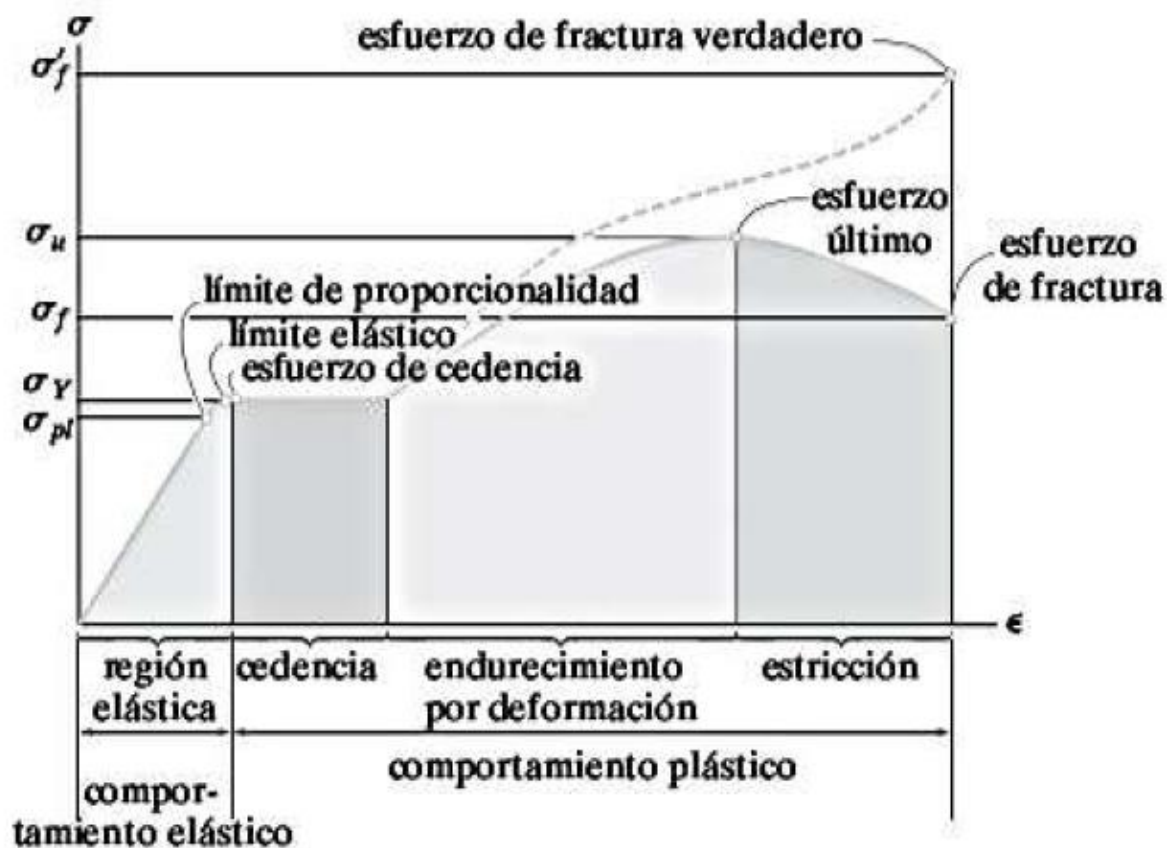 σ
esfuerzo de fractura verdadero
σ'f
σu
esfuerzo
último
esfuerzo
de fractura
límite de proporcionalidad
σf
límite elástico
esfuerzo de cedencia
σY
σpl
ϵ
región
elástica
cedencia
endurecimiento
por deformación
estricción
comportamiento plástico
compor-
tamiento elástico